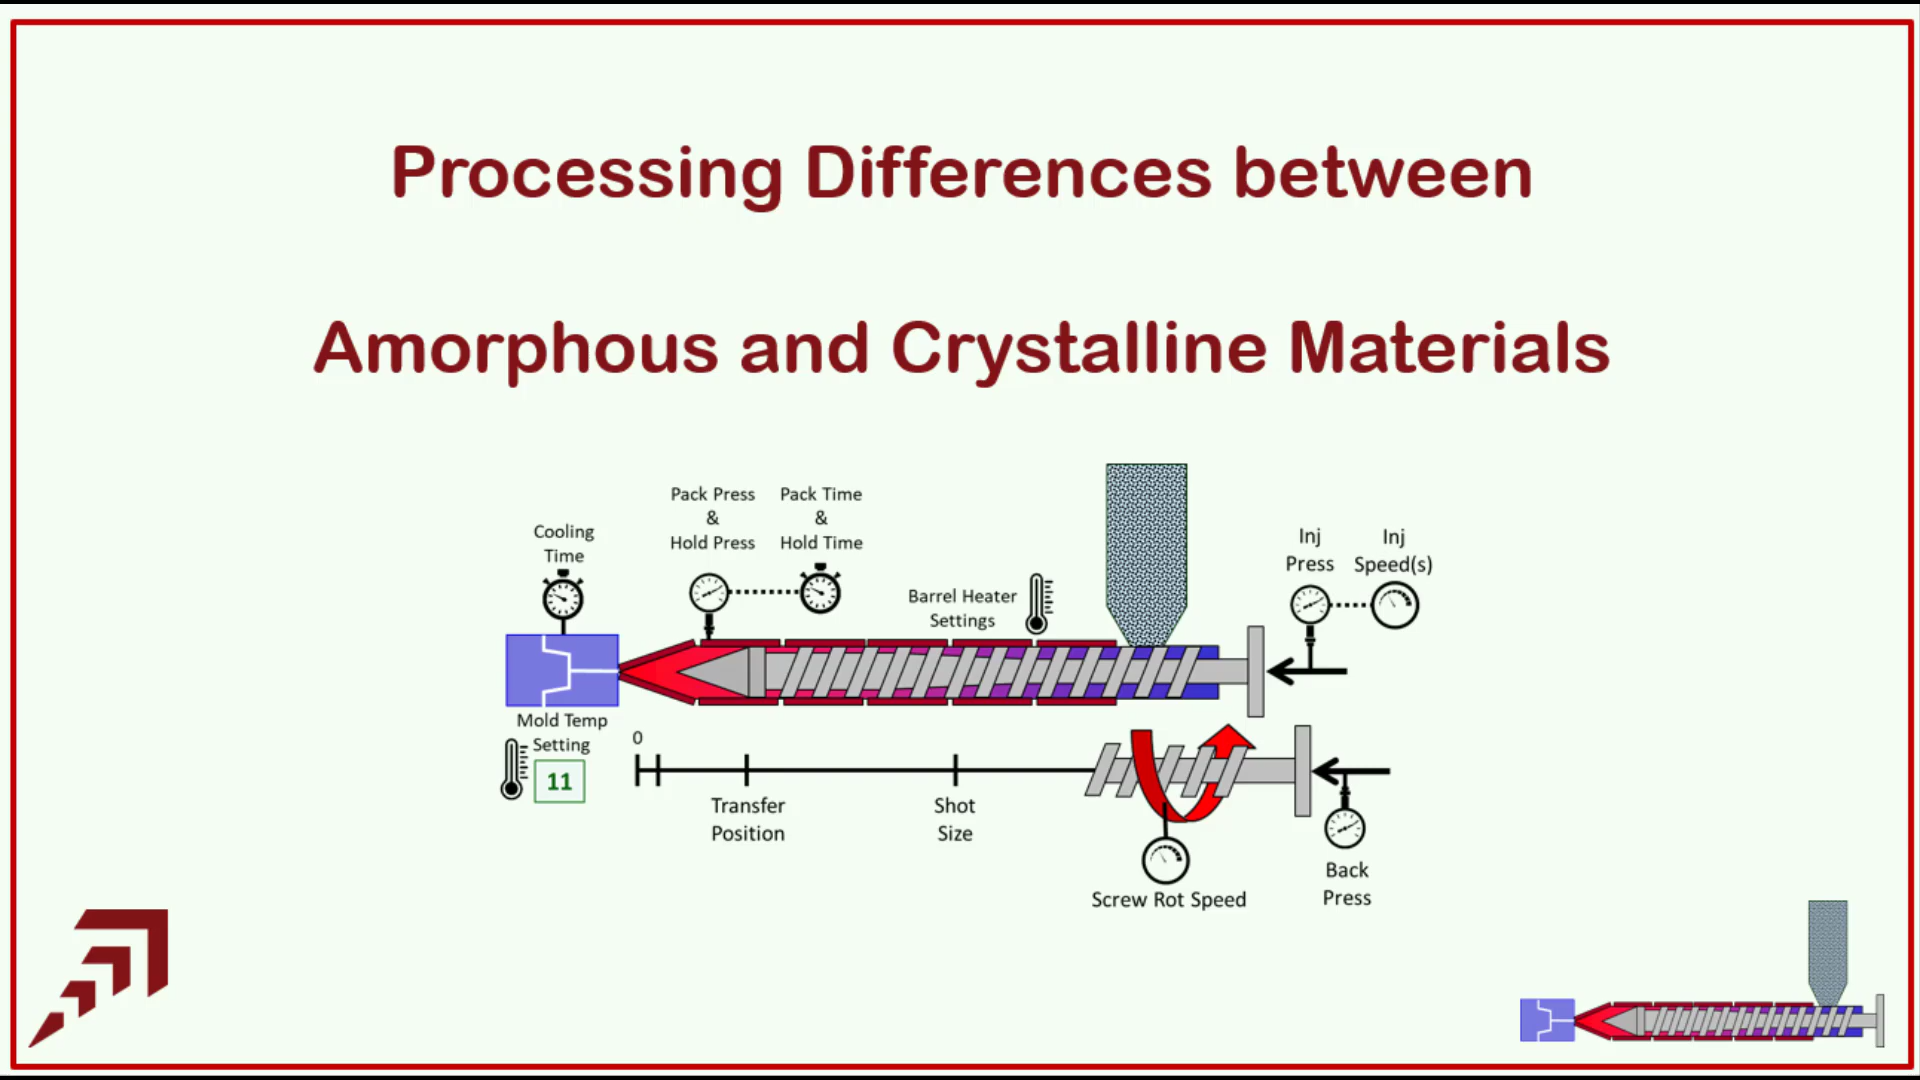 Processing Differences between
Amorphous and Crystalline Materials
Pack Press
&
Hold Press
Pack Time
&
Hold Time
Cooling
Time
Inj
Press
Inj
Speed(s)
Barrel Heater
Settings
Mold Temp
Setting
11
0
Transfer
Position
Shot
Size
Screw Rot Speed
Back
Press